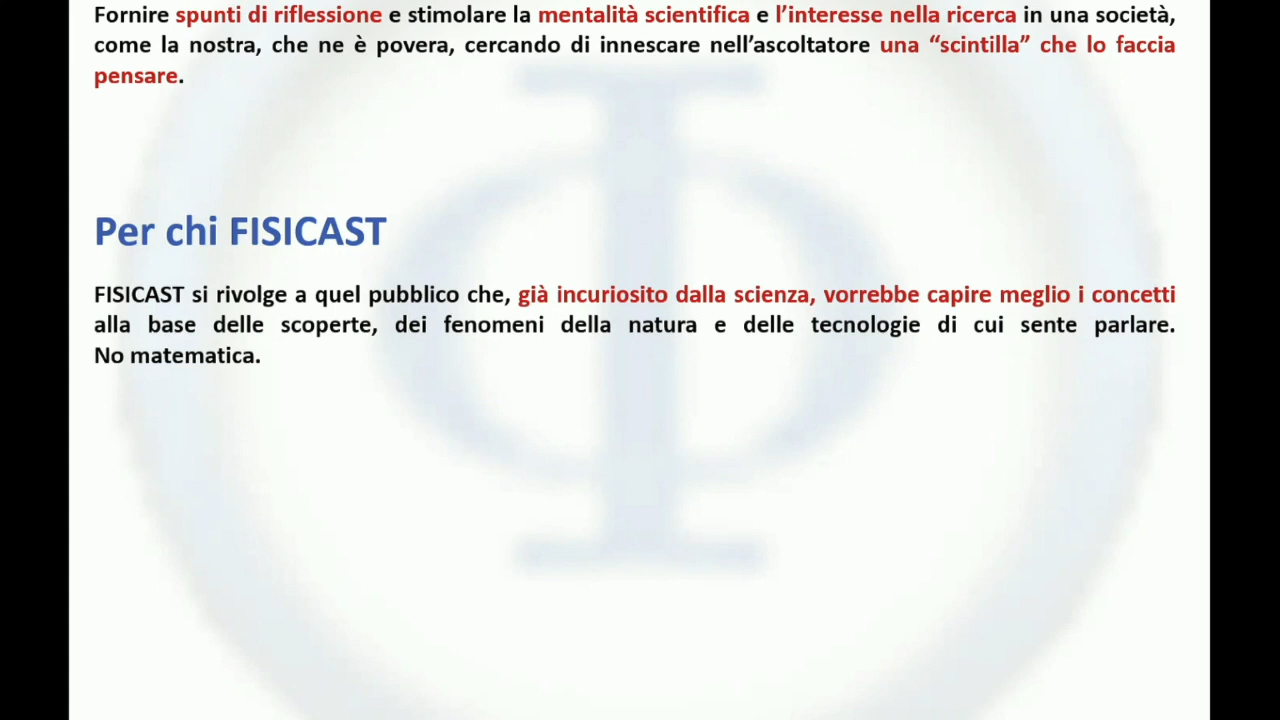 Fornire spunti di riflessione e stimolare la mentalità scientifica e l’interesse nella ricerca in una società,
come la nostra, che ne è povera, cercando di innescare nell’ascoltatore una “scintilla” che lo faccia
pensare.
Per chi FISICAST
FISICAST si rivolge a quel pubblico che, già incuriosito dalla scienza, vorrebbe capire meglio i concetti
alla base delle scoperte, dei fenomeni della natura e delle tecnologie di cui sente parlare.
No matematica.